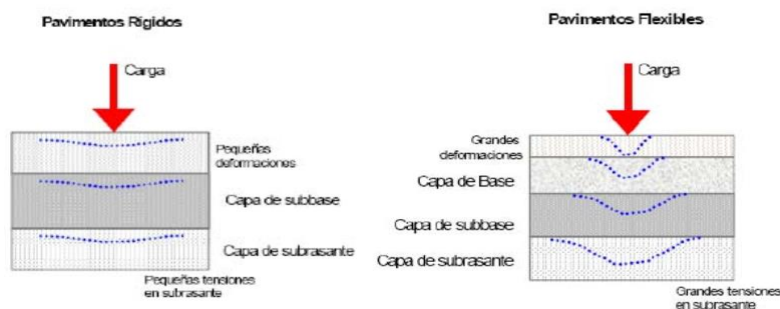 Pavimentos Rígidos
Carga
Pequeñas
deformaciones
Capa de subbase
Capa de subrasante
Pequeñas tensiones
en subrasante
Pavimentos Flexibles
Carga
Grandes
deformaciones
Capa de Base
Capa de subbase
Capa de subrasante
Grandes tensiones
en subrasante